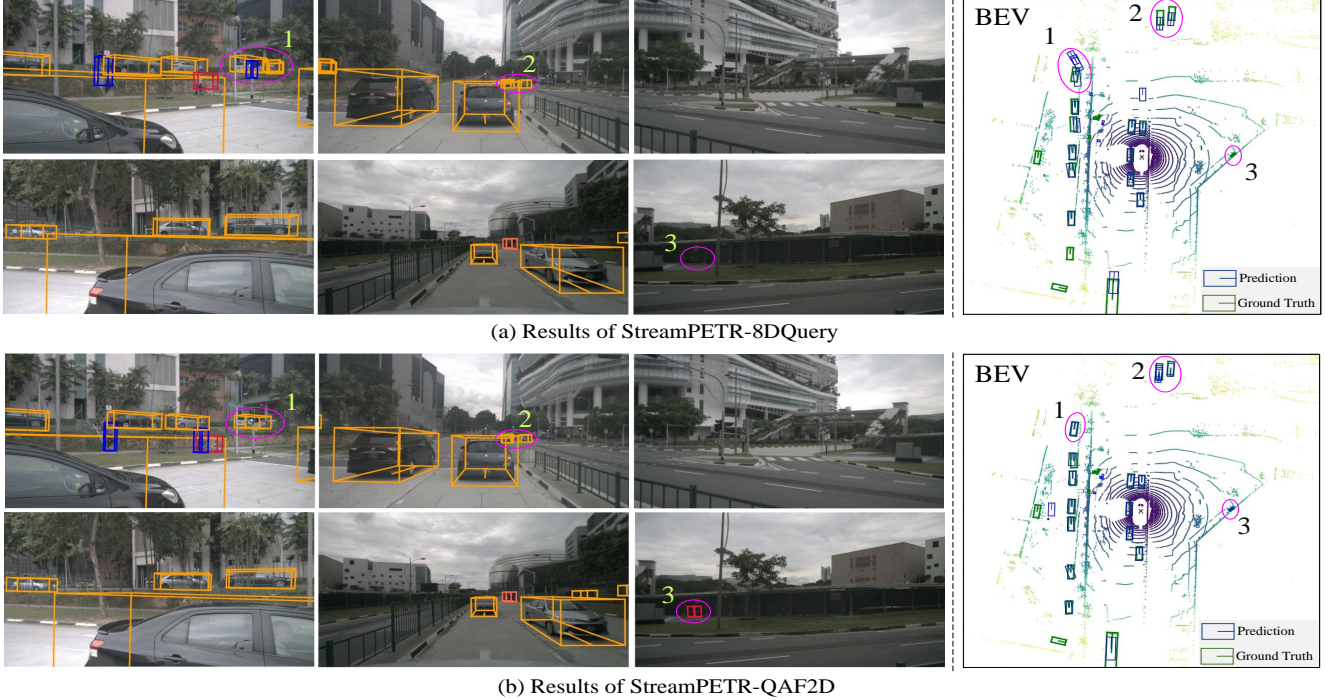 1
2
3
BEV
1
2
3
Prediction
Ground Truth
(a) Results of StreamPETR-8DQuery
1
2
3
BEV
1
2
3
Prediction
Ground Truth
(b) Results of StreamPETR-QAF2D